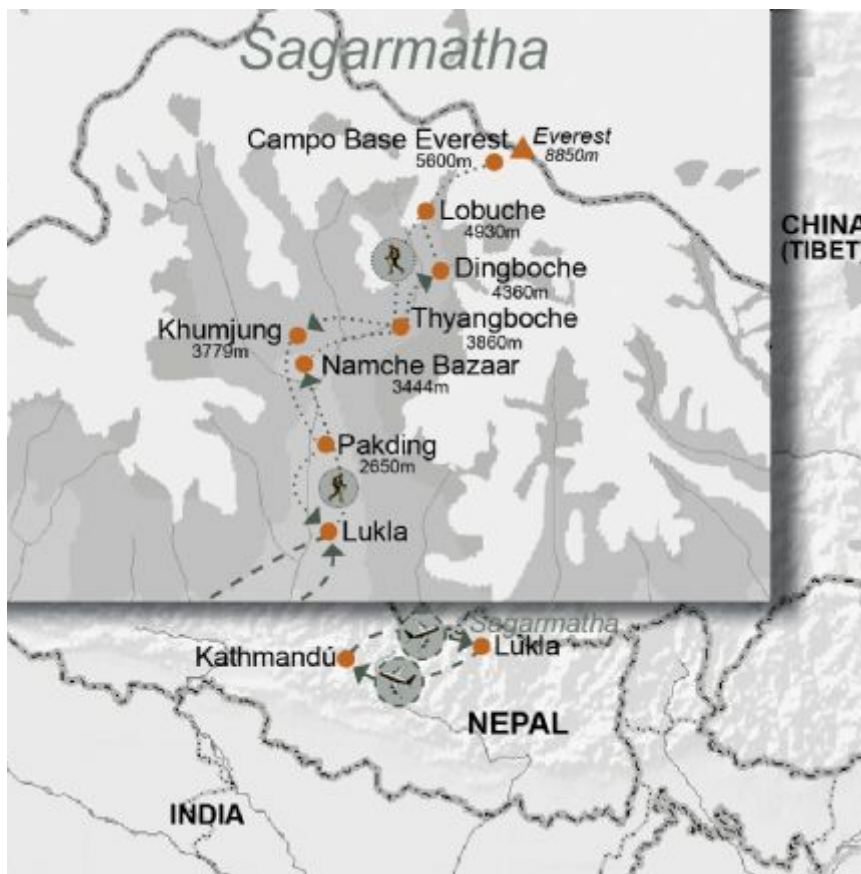 Sagarmatha
Campo Base Everest
5600m
Everest
8850m
Lobuche
4930m
CHINA
(TIBET)
Dingboche
4360m
Thyangboche
3860m
Khumjung
3779m
Namche Bazaar
3444m
Pakding
2650m
Lukla
Sagarmatha
Kathmandú
Lukla
NEPAL
INDIA